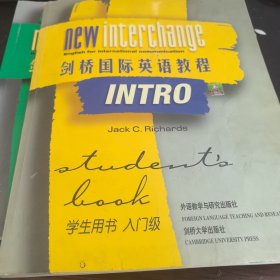 new interchange
English for international communication
剑桥国际英语教程
INTRO
Jack C. Richards
student's
book
学生用书 入门级
外语教学与研究出版社
FOREIGN LANGUAGE TEACHING AND RESEAR
剑桥大学出版社
CAMBRIDGE UNIVERSITY PRESS